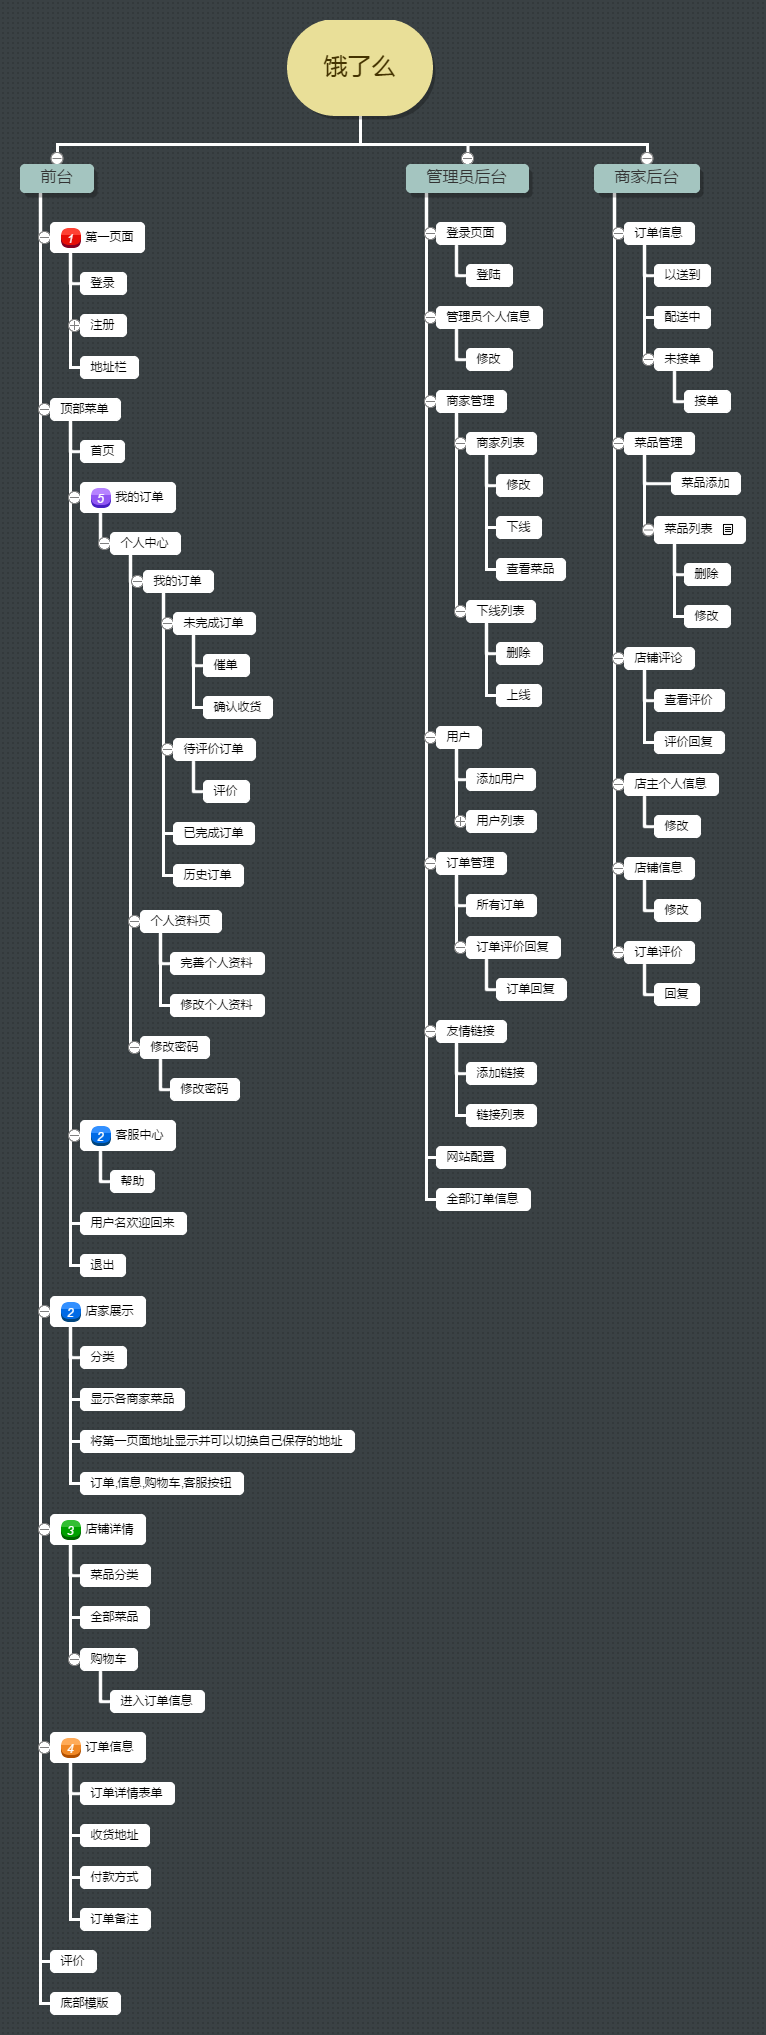 饿了么
前台
1 第一页面
登录
注册
地址栏
顶部菜单
首页
5 我的订单
个人中心
我的订单
未完成订单
催单
确认收货
待评价订单
评价
已完成订单
历史订单
个人资料页
完善个人资料
修改个人资料
修改密码
修改密码
2 客服中心
帮助
用户名欢迎回来
退出
2 店家展示
分类
显示各商家菜品
将第一页面地址显示并可以切换自己保存的地址
订单,信息,购物车,客服按钮
3 店铺详情
菜品分类
全部菜品
购物车
进入订单信息
4 订单信息
订单详情表单
收货地址
付款方式
订单备注
评价
底部模版
管理员后台
登录页面
登陆
管理员个人信息
修改
商家管理
商家列表
修改
下线
查看菜品
下线列表
删除
上线
用户
添加用户
用户列表
订单管理
所有订单
订单评价回复
订单回复
友情链接
添加链接
链接列表
网站配置
全部订单信息
商家后台
订单信息
以送到
配送中
未接单
接单
菜品管理
菜品添加
菜品列表
删除
修改
店铺评论
查看评价
评价回复
店主个人信息
修改
店铺信息
修改
订单评价
回复